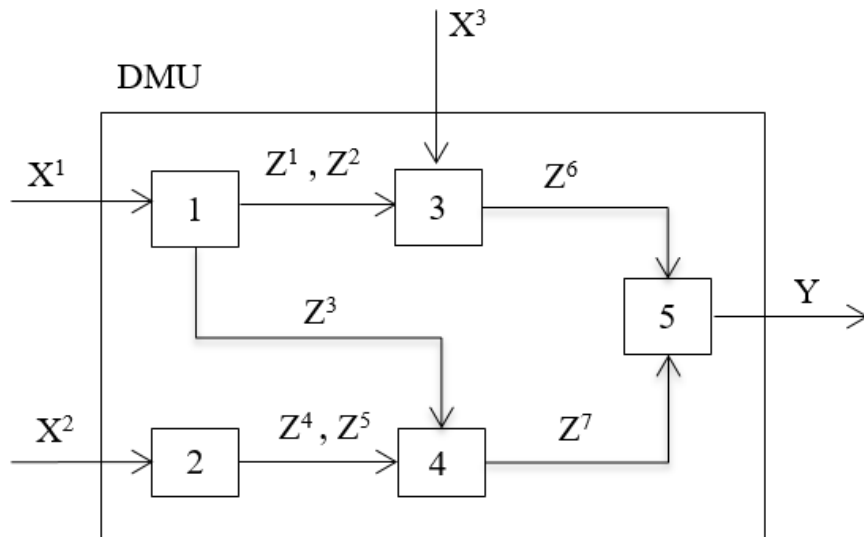 X³
DMU
X¹
Z¹ , Z²
Z⁶
1
3
Z³
5
Y
X²
Z⁴ , Z⁵
Z⁷
2
4